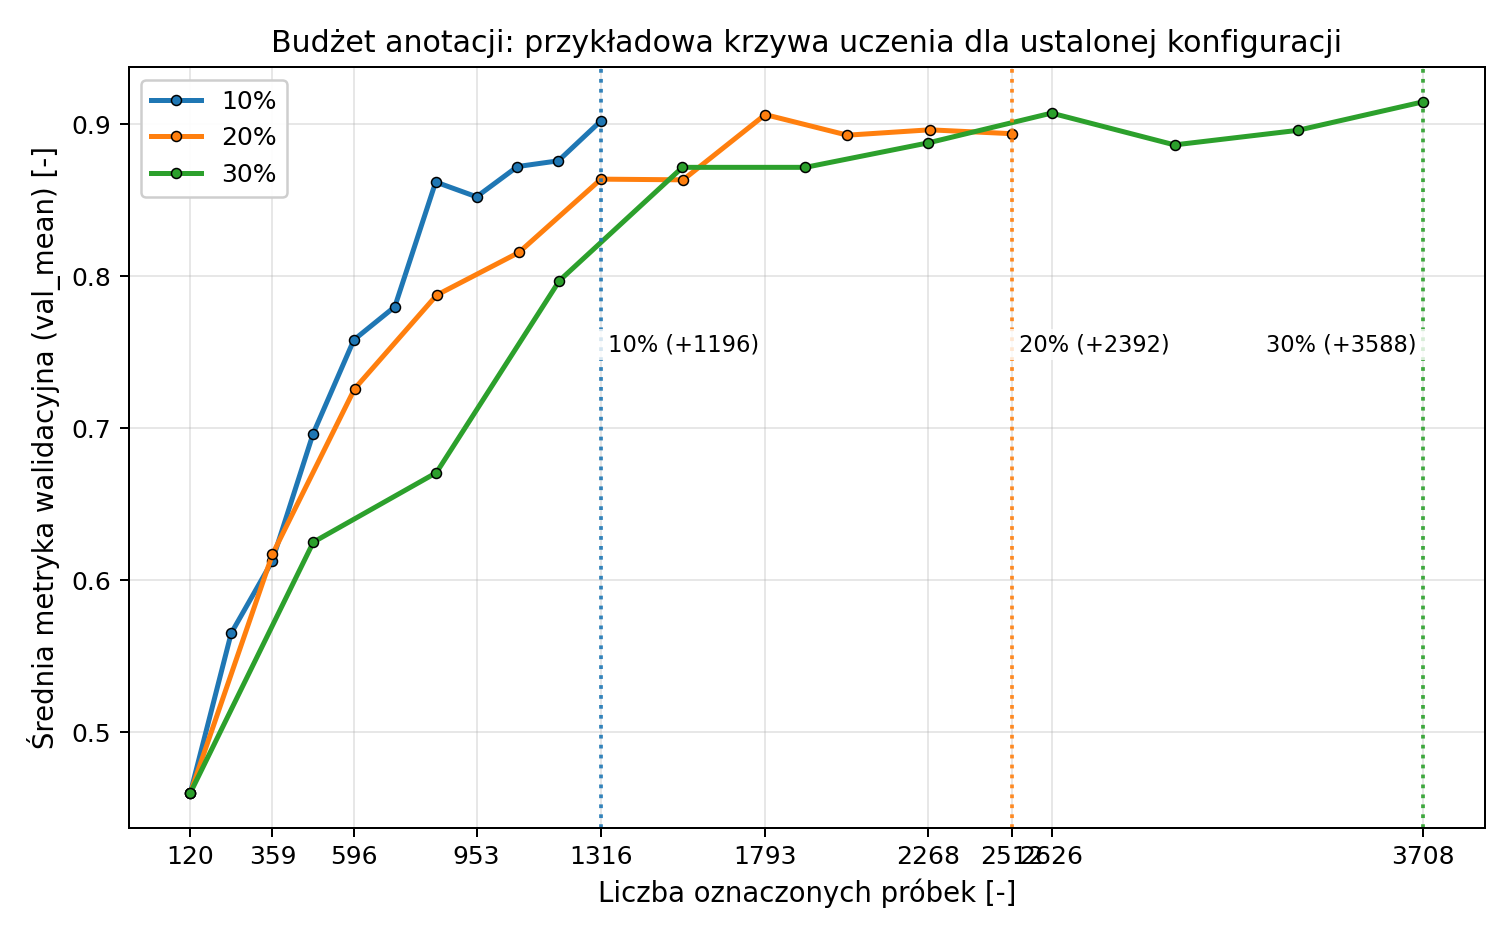 Budżet anotacji: przykładowa krzywa uczenia dla ustalonej konfiguracji
10%
20%
30%
Średnia metryka walidacyjna (val_mean) [-]
0.9
0.8
0.7
0.6
0.5
10% (+1196)
20% (+2392)
30% (+3588)
120 359 596 953 1316 1793 2268 2512 2626 3708
Liczba oznaczonych próbek [-]